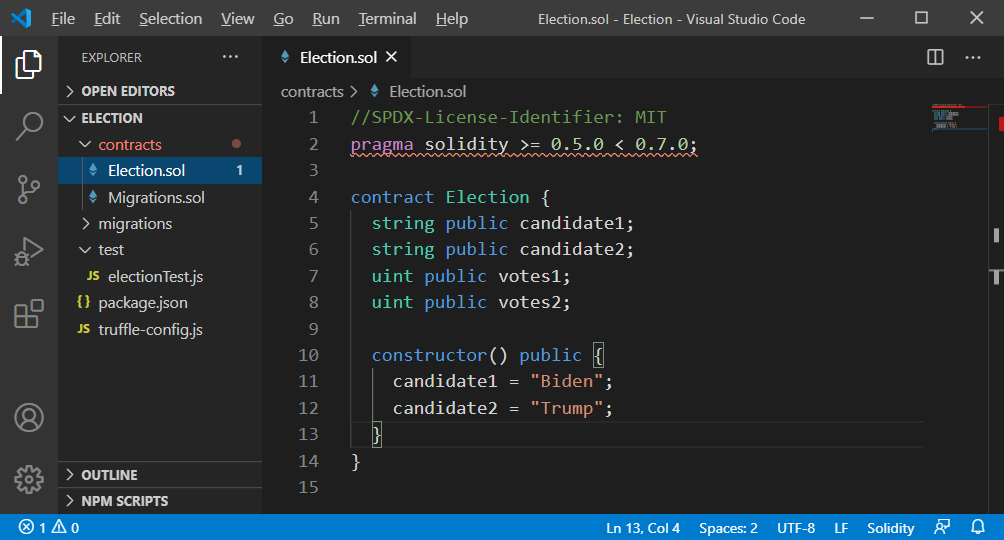 File Edit Selection View Go Run Terminal Help Election.sol - Election - Visual Studio Code
EXPLORER
OPEN EDITORS
ELECTION
contracts
Election.sol 1
Migrations.sol
migrations
test
JS electionTest.js
{} package.json
JS truffle-config.js
OUTLINE
NPM SCRIPTS
Election.sol
contracts > Election.sol
1 //SPDX-License-Identifier: MIT
2 pragma solidity >= 0.5.0 < 0.7.0;
3
4 contract Election {
5   string public candidate1;
6   string public candidate2;
7   uint public votes1;
8   uint public votes2;
9
10   constructor() public {
11     candidate1 = "Biden";
12     candidate2 = "Trump";
13   }
14 }
15
1 0 Ln 13, Col 4 Spaces: 2 UTF-8 LF Solidity